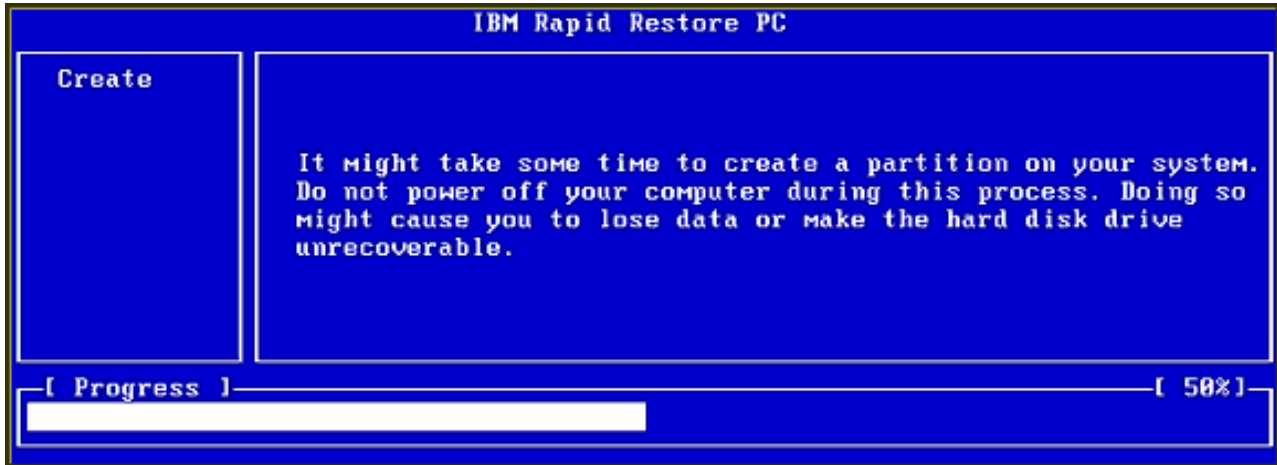 IBM Rapid Restore PC
Create
It might take some time to create a partition on your system.
Do not power off your computer during this process. Doing so
might cause you to lose data or make the hard disk drive
unrecoverable.
[ Progress ]
[ 50%]